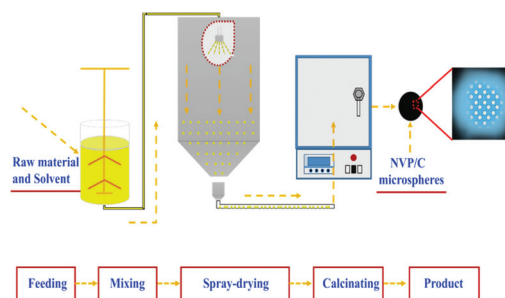 Raw material
and Solvent
NVP/C
microspheres
Feeding
Mixing
Spray-drying
Calcinating
Product